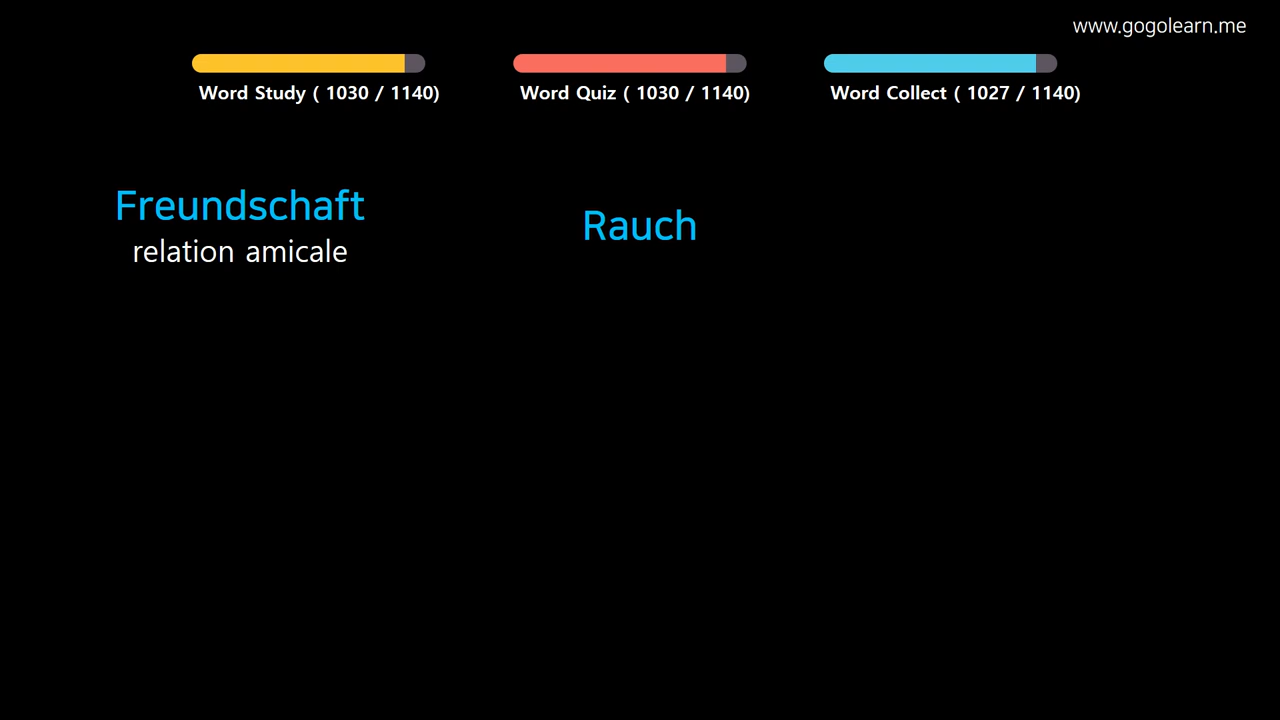 www.gogolearn.me
Word Study ( 1030 / 1140)
Word Quiz ( 1030 / 1140)
Word Collect ( 1027 / 1140)
Freundschaft
relation amicale
Rauch